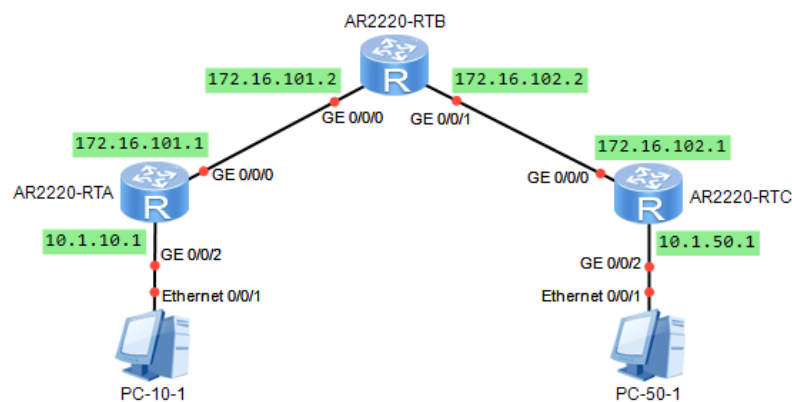 AR2220-RTB
172.16.101.2
172.16.102.2
R
GE 0/0/0
GE 0/0/1
172.16.101.1
172.16.102.1
GE 0/0/0
GE 0/0/0
AR2220-RTA
R
R
AR2220-RTC
10.1.10.1
10.1.50.1
GE 0/0/2
GE 0/0/2
Ethernet 0/0/1
Ethernet 0/0/1
PC-10-1
PC-50-1